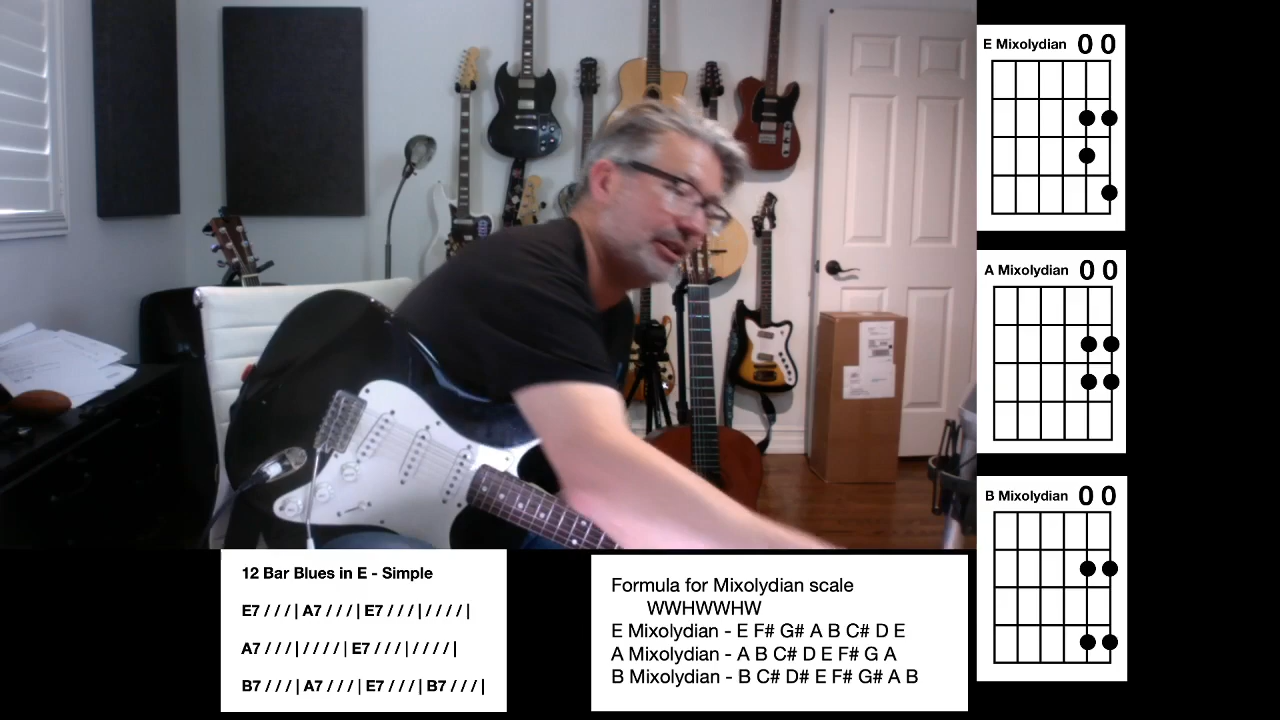 E Mixolydian 0 0
A Mixolydian 0 0
B Mixolydian 0 0
12 Bar Blues in E - Simple
E7 / / / | A7 / / / | E7 / / / | / / / / |
A7 / / / | / / / / | E7 / / / | / / / / |
B7 / / / | A7 / / / | E7 / / / | B7 / / / |
Formula for Mixolydian scale
WWHWWHW
E Mixolydian - E F# G# A B C# D E
A Mixolydian - A B C# D E F# G A
B Mixolydian - B C# D# E F# G# A B